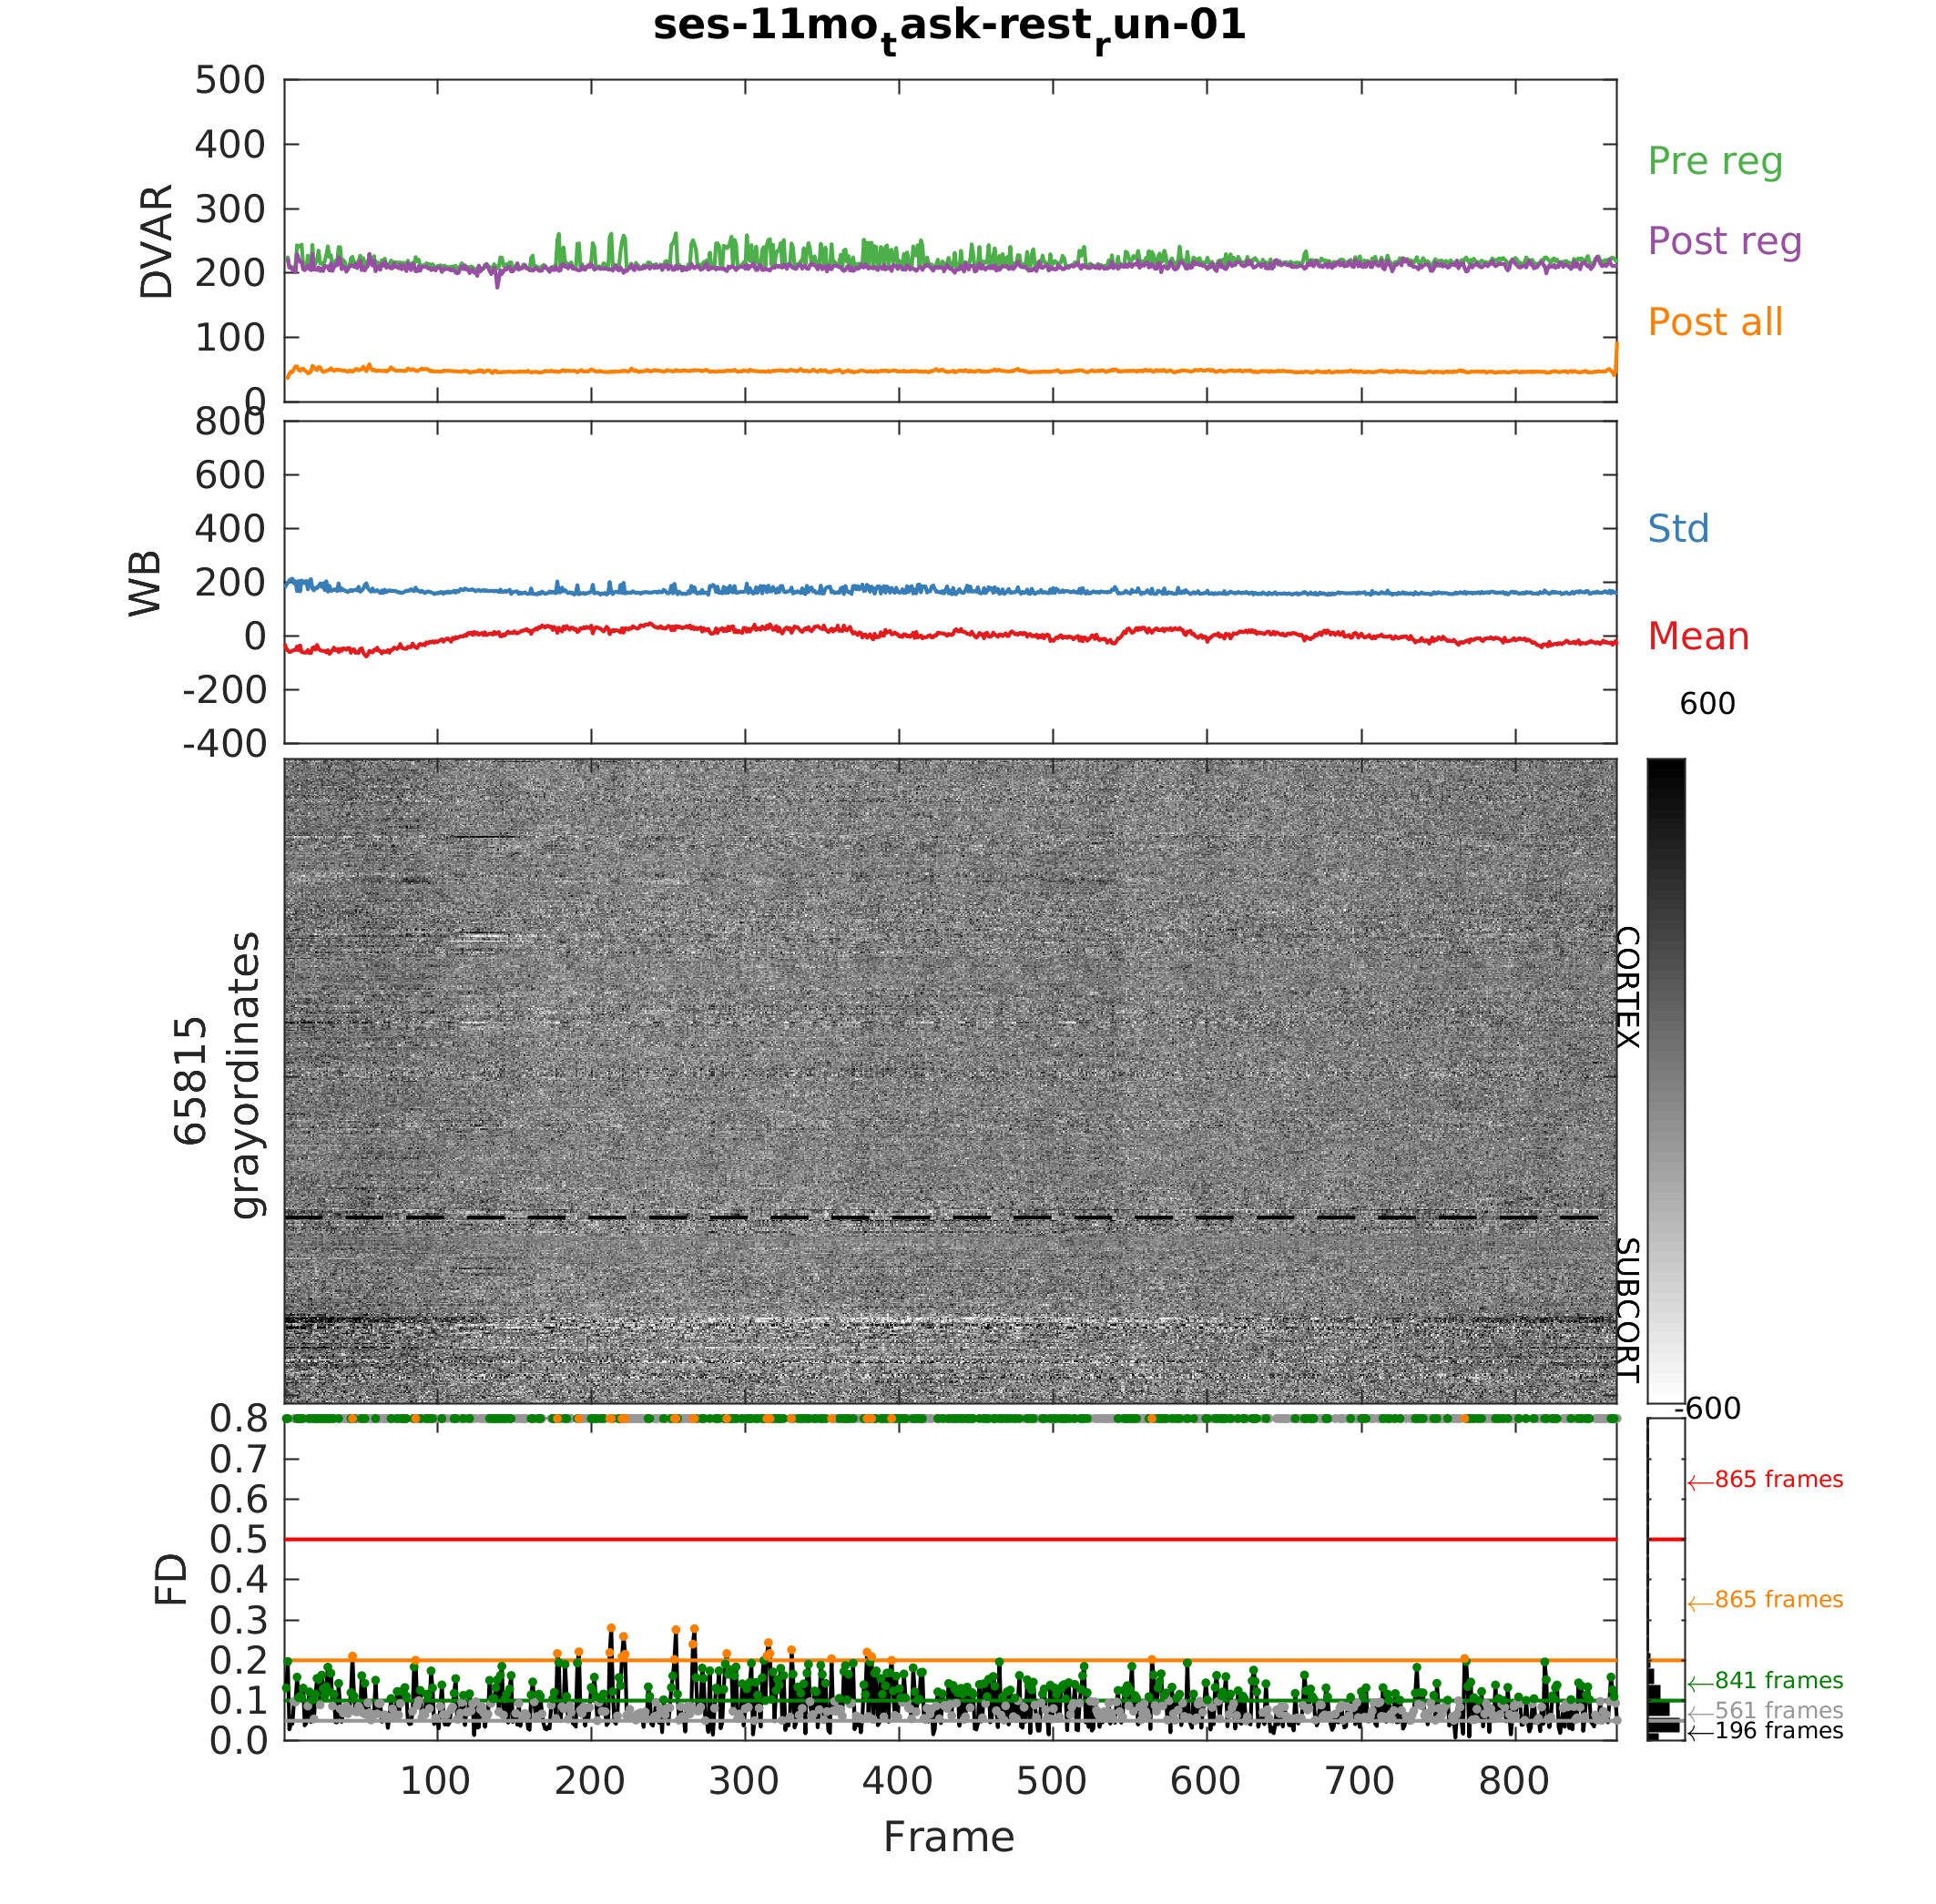 ses-11motask-restrun-01
500
400
300
200
100
0
DVAR
Pre reg
Post reg
Post all
800
600
400
200
0
-200
-400
WB
Std
Mean
600
65815
grayordinates
CORTEX
SUBCORT
-600
0.8
0.7
0.6
0.5
0.4
0.3
0.2
0.1
0.0
FD
←865 frames
←865 frames
←841 frames
←561 frames
←196 frames
100 200 300 400 500 600 700 800
Frame